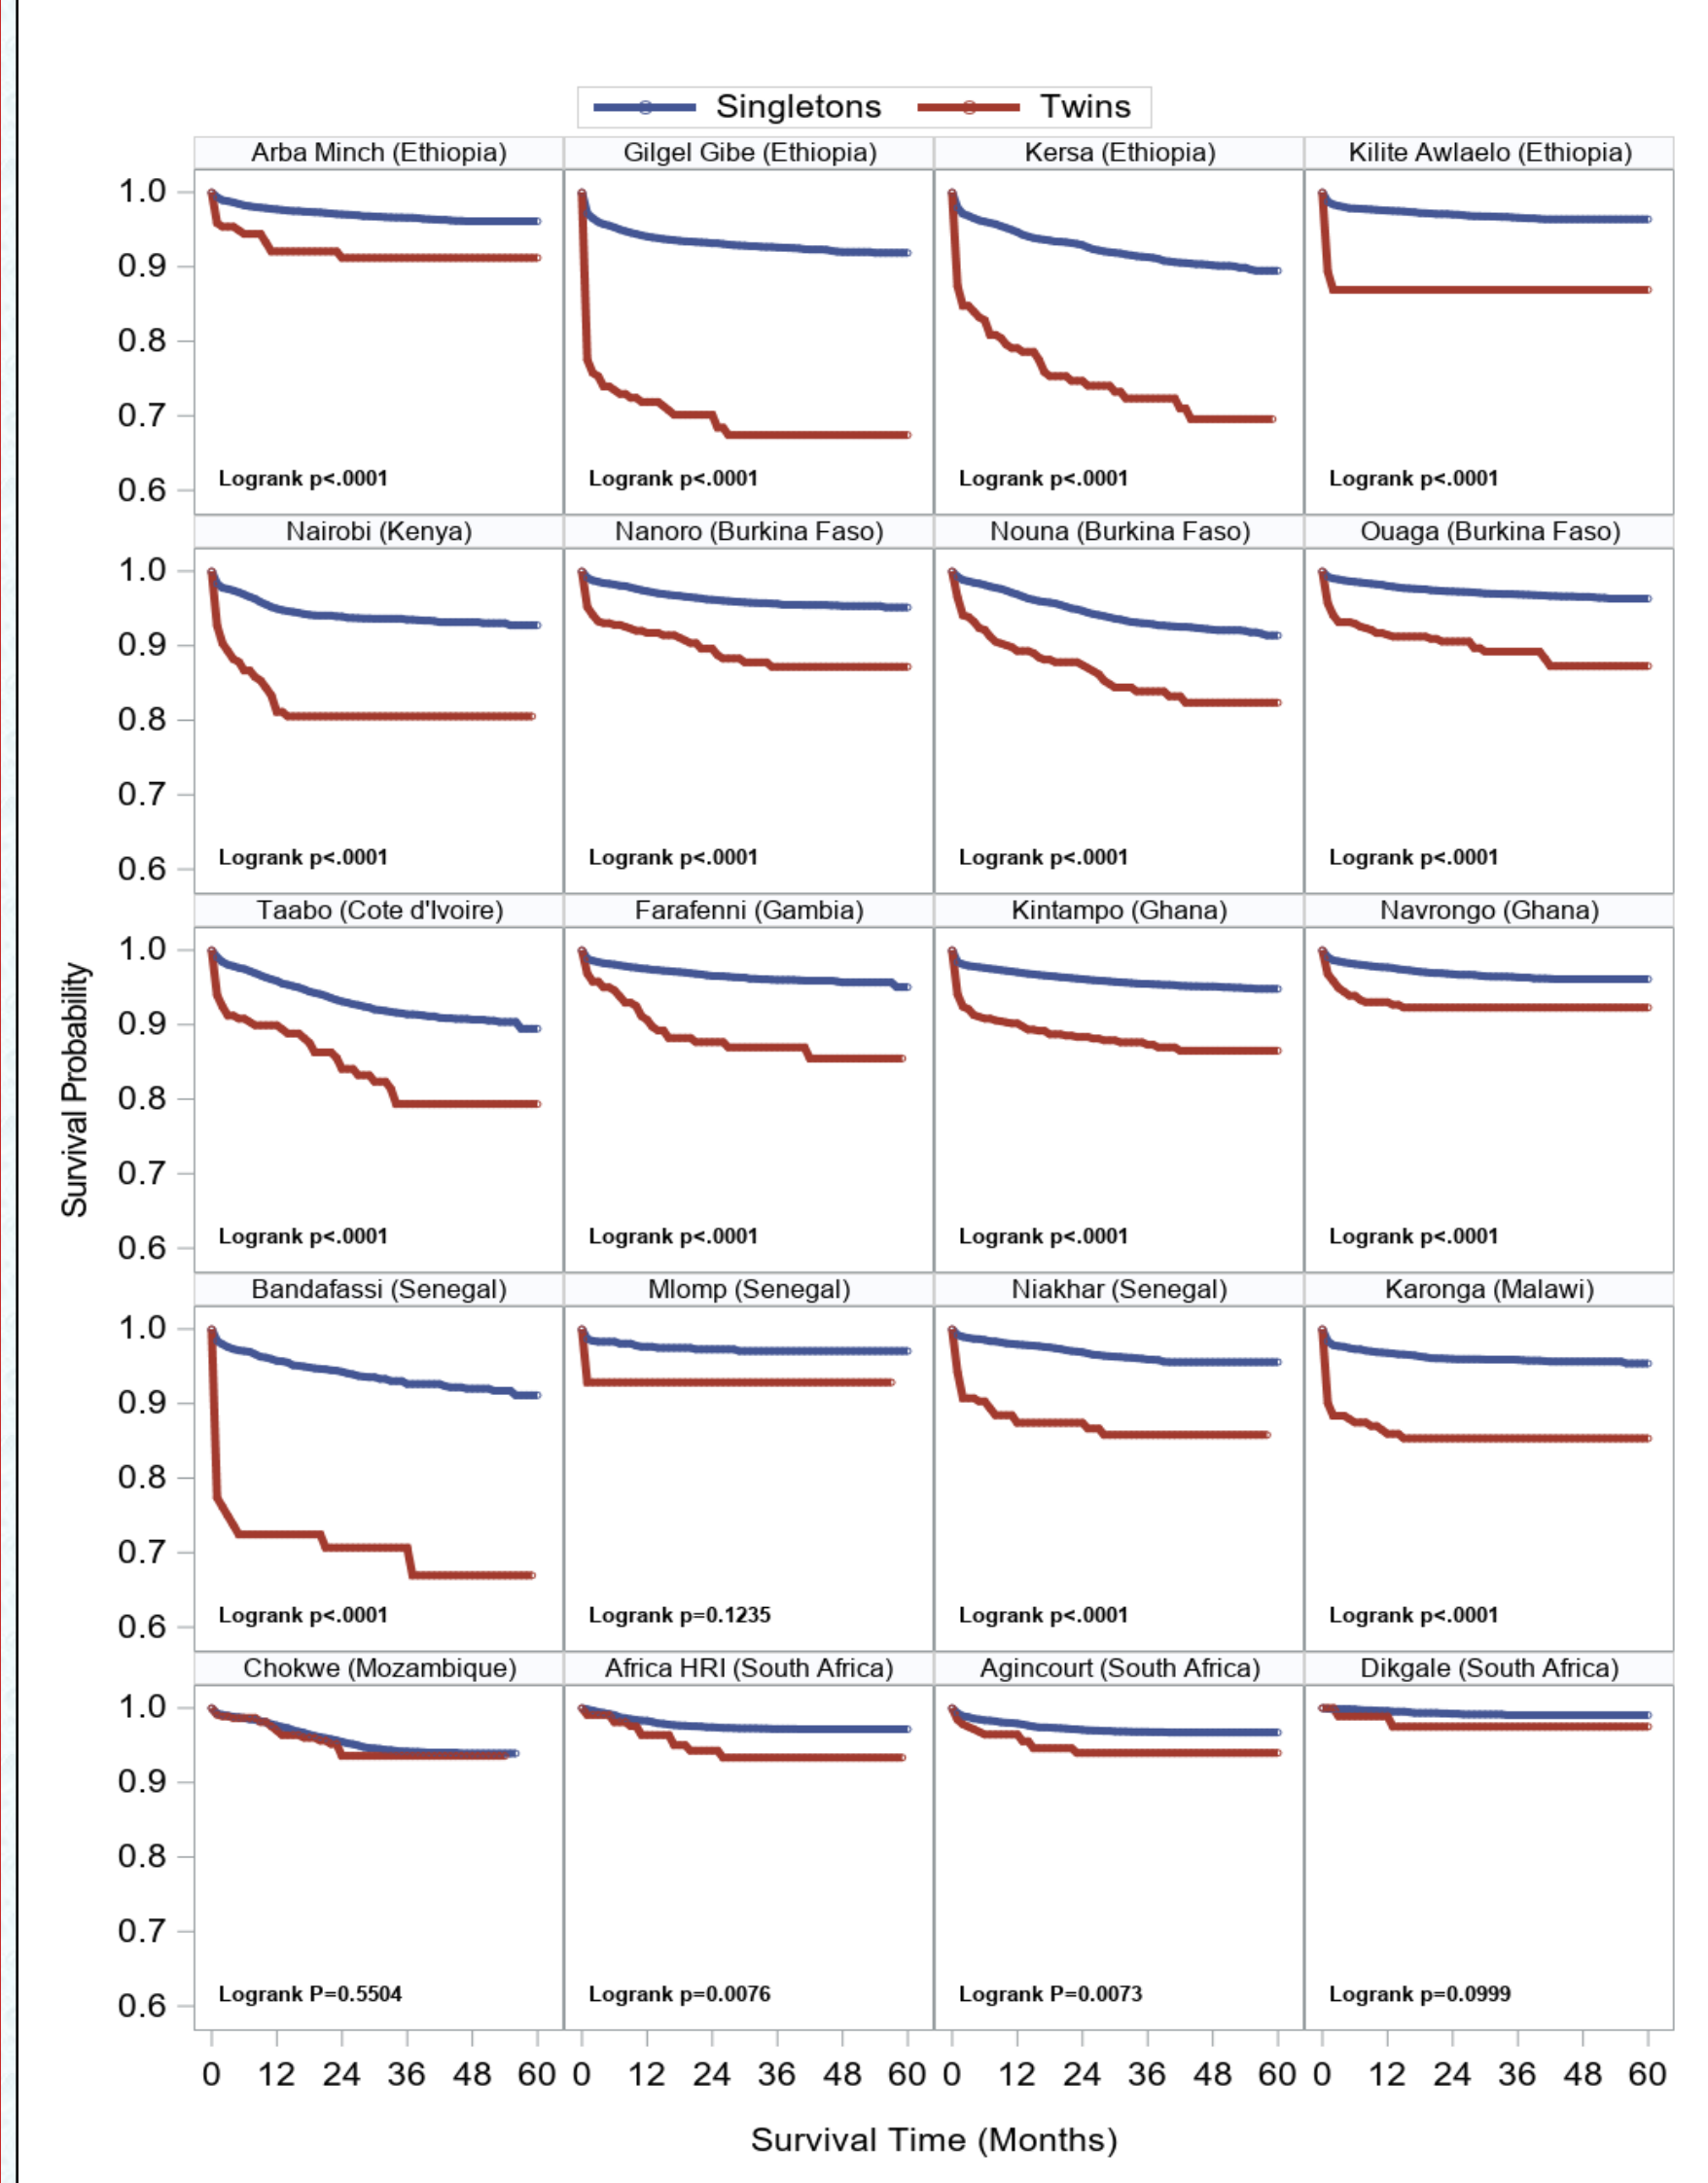 Singletons Twins
Arba Minch (Ethiopia) Gilgel Gibe (Ethiopia) Kersa (Ethiopia) Kilite Awlaelo (Ethiopia)
1.0
0.9
0.8
0.7
0.6
Logrank p<.0001 Logrank p<.0001 Logrank p<.0001 Logrank p<.0001
Nairobi (Kenya) Nanoro (Burkina Faso) Nouna (Burkina Faso) Ouaga (Burkina Faso)
1.0
0.9
0.8
0.7
0.6
Logrank p<.0001 Logrank p<.0001 Logrank p<.0001 Logrank p<.0001
Taabo (Cote d'Ivoire) Farafenni (Gambia) Kintampo (Ghana) Navrongo (Ghana)
1.0
0.9
0.8
0.7
0.6
Logrank p<.0001 Logrank p<.0001 Logrank p<.0001 Logrank p<.0001
Survival Probability
Bandafassi (Senegal) Mlomp (Senegal) Niakhar (Senegal) Karonga (Malawi)
1.0
0.9
0.8
0.7
0.6
Logrank p<.0001 Logrank p=0.1235 Logrank p<.0001 Logrank p<.0001
Chokwe (Mozambique) Africa HRI (South Africa) Agincourt (South Africa) Dikgale (South Africa)
1.0
0.9
0.8
0.7
0.6
Logrank P=0.5504 Logrank p=0.0076 Logrank P=0.0073 Logrank p=0.0999
0 12 24 36 48 60 0 12 24 36 48 60 0 12 24 36 48 60 0 12 24 36 48 60
Survival Time (Months)